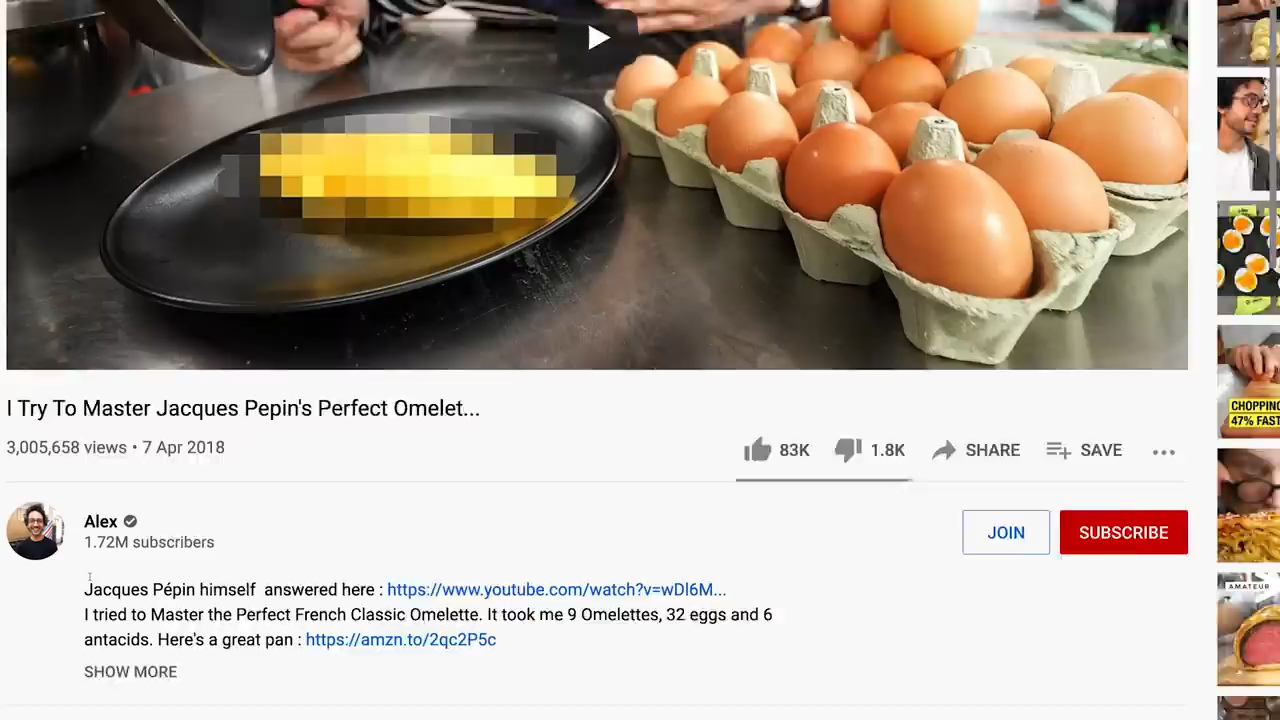 I Try To Master Jacques Pepin's Perfect Omelet...
3,005,658 views • 7 Apr 2018
83K
1.8K
SHARE
SAVE
Alex
1.72M subscribers
JOIN
SUBSCRIBE
Jacques Pépin himself  answered here : https://www.youtube.com/watch?v=wDl6M...
I tried to Master the Perfect French Classic Omelette. It took me 9 Omelettes, 32 eggs and 6
antacids. Here's a great pan : https://amzn.to/2qc2P5c
SHOW MORE
CHOPPING
47% FAST
AMATEUR